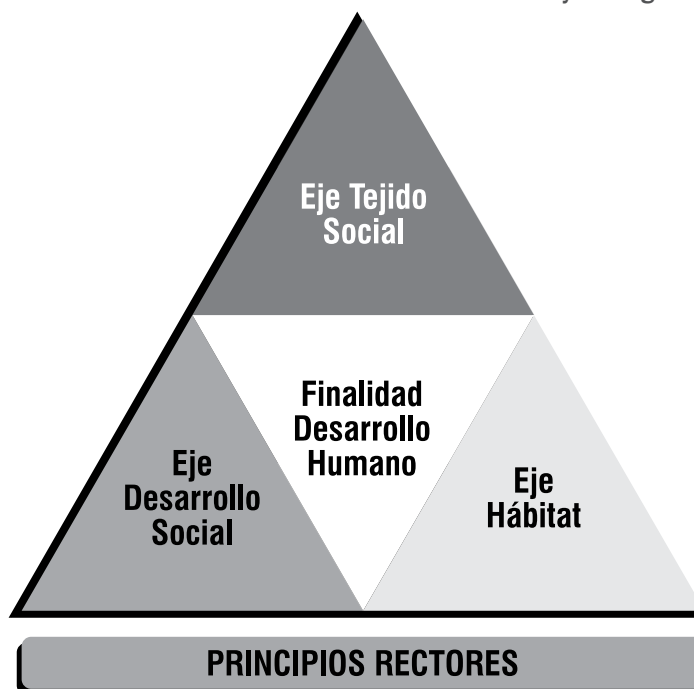 Eje Tejido
Social
Finalidad
Desarrollo
Humano
Eje
Desarrollo
Social
Eje
Hábitat
PRINCIPIOS RECTORES